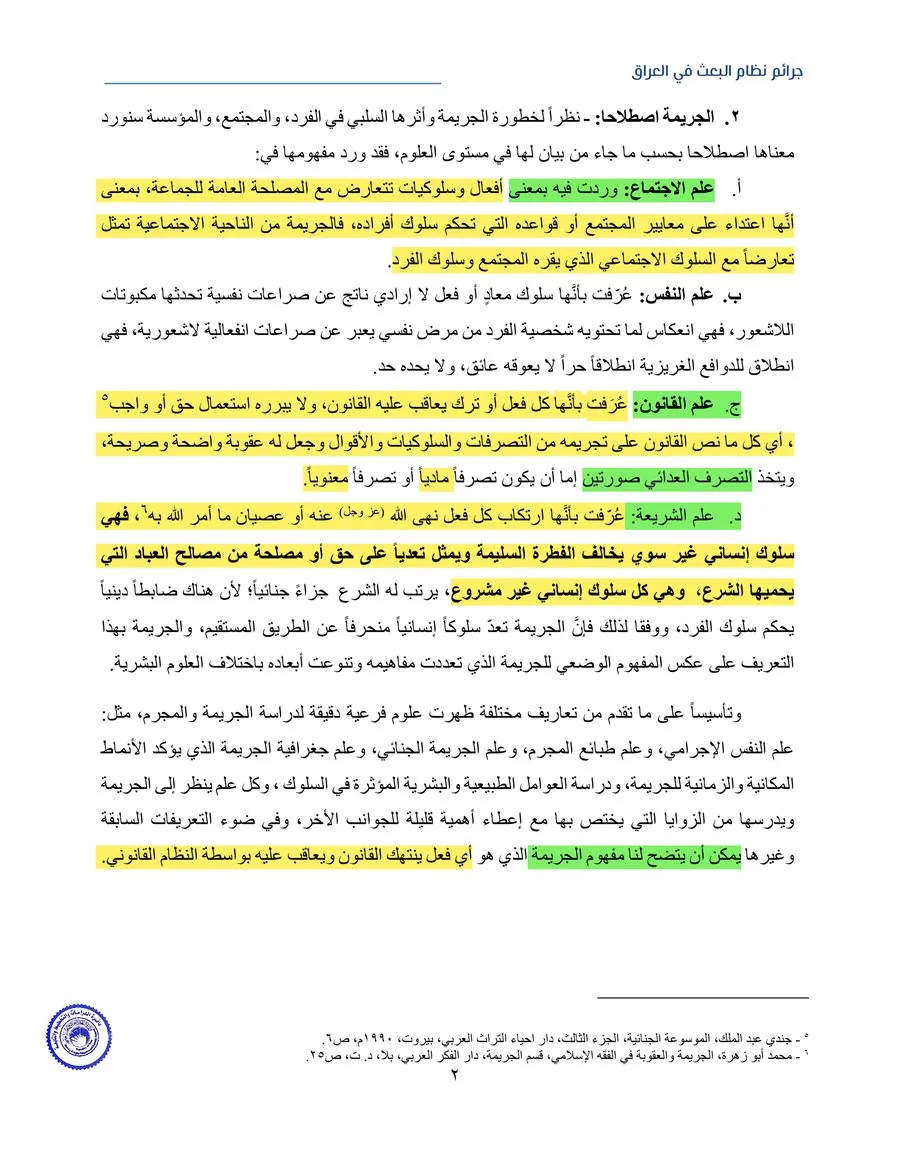 جرائم نظام البعث في العراق
٢. الجريمة اصطلاحا: - نظراً لخطورة الجريمة وأثرها السلبي في الفرد، والمجتمع، والمؤسسة سنورد
معناها اصطلاحا بحسب ما جاء من بيان لها في مستوى العلوم، فقد ورد مفهومها في:
أ. علم الاجتماع: وردت فيه بمعنى أفعال وسلوكيات تتعارض مع المصلحة العامة للجماعة، بمعنى
أنَّها اعتداء على معايير المجتمع أو قواعده التي تحكم سلوك أفراده، فالجريمة من الناحية الاجتماعية تمثل
تعارضاً مع السلوك الاجتماعي الذي يقره المجتمع وسلوك الفرد.
ب. علم النفس: عُرّفت بأنَّها سلوك معادٍ أو فعل لا إرادي ناتج عن صراعات نفسية تحدثها مكبوتات
اللاشعور، فهي انعكاس لما تحتويه شخصية الفرد من مرض نفسي يعبر عن صراعات انفعالية لاشعورية، فهي
انطلاق للدوافع الغريزية انطلاقاً حراً لا يعوقه عائق، ولا يحده حد.
ج. علم القانون: عُرَفت بأنَّها كل فعل أو ترك يعاقب عليه القانون، ولا يبرره استعمال حق أو واجب٥
، أي كل ما نص القانون على تجريمه من التصرفات والسلوكيات والأقوال وجعل له عقوبة واضحة وصريحة،
ويتخذ التصرف العدائي صورتين إما أن يكون تصرفاً مادياً أو تصرفاً معنوياً.
د. علم الشريعة: عُرّفت بأنَّها ارتكاب كل فعل نهى الله (عز وجل) عنه أو عصيان ما أمر الله به٦، فهي
سلوك إنساني غير سوي يخالف الفطرة السليمة ويمثل تعدياً على حق أو مصلحة من مصالح العباد التي
يحميها الشرع، وهي كل سلوك إنساني غير مشروع، يرتب له الشرع جزاءً جنائياً؛ لأن هناك ضابطاً دينياً
يحكم سلوك الفرد، ووفقا لذلك فإنَّ الجريمة تعدّ سلوكاً إنسانياً منحرفاً عن الطريق المستقيم، والجريمة بهذا
التعريف على عكس المفهوم الوضعي للجريمة الذي تعددت مفاهيمه وتنوعت أبعاده باختلاف العلوم البشرية.
وتأسيساً على ما تقدم من تعاريف مختلفة ظهرت علوم فرعية دقيقة لدراسة الجريمة والمجرم، مثل:
علم النفس الإجرامي، وعلم طبائع المجرم، وعلم الجريمة الجنائي، وعلم جغرافية الجريمة الذي يؤكد الأنماط
المكانية والزمانية للجريمة، ودراسة العوامل الطبيعية والبشرية المؤثرة في السلوك ، وكل علم ينظر إلى الجريمة
ويدرسها من الزوايا التي يختص بها مع إعطاء أهمية قليلة للجوانب الأخر، وفي ضوء التعريفات السابقة
وغيرها يمكن أن يتضح لنا مفهوم الجريمة الذي هو أي فعل ينتهك القانون ويعاقب عليه بواسطة النظام القانوني.
٥ - جندي عبد الملك، الموسوعة الجنائية، الجزء الثالث، دار احياء التراث العربي، بيروت، ١٩٩٠م، ص٦.
٦ - محمد أبو زهرة، الجريمة والعقوبة في الفقه الإسلامي، قسم الجريمة، دار الفكر العربي، بلا، د. ت، ص٢٥.
٢